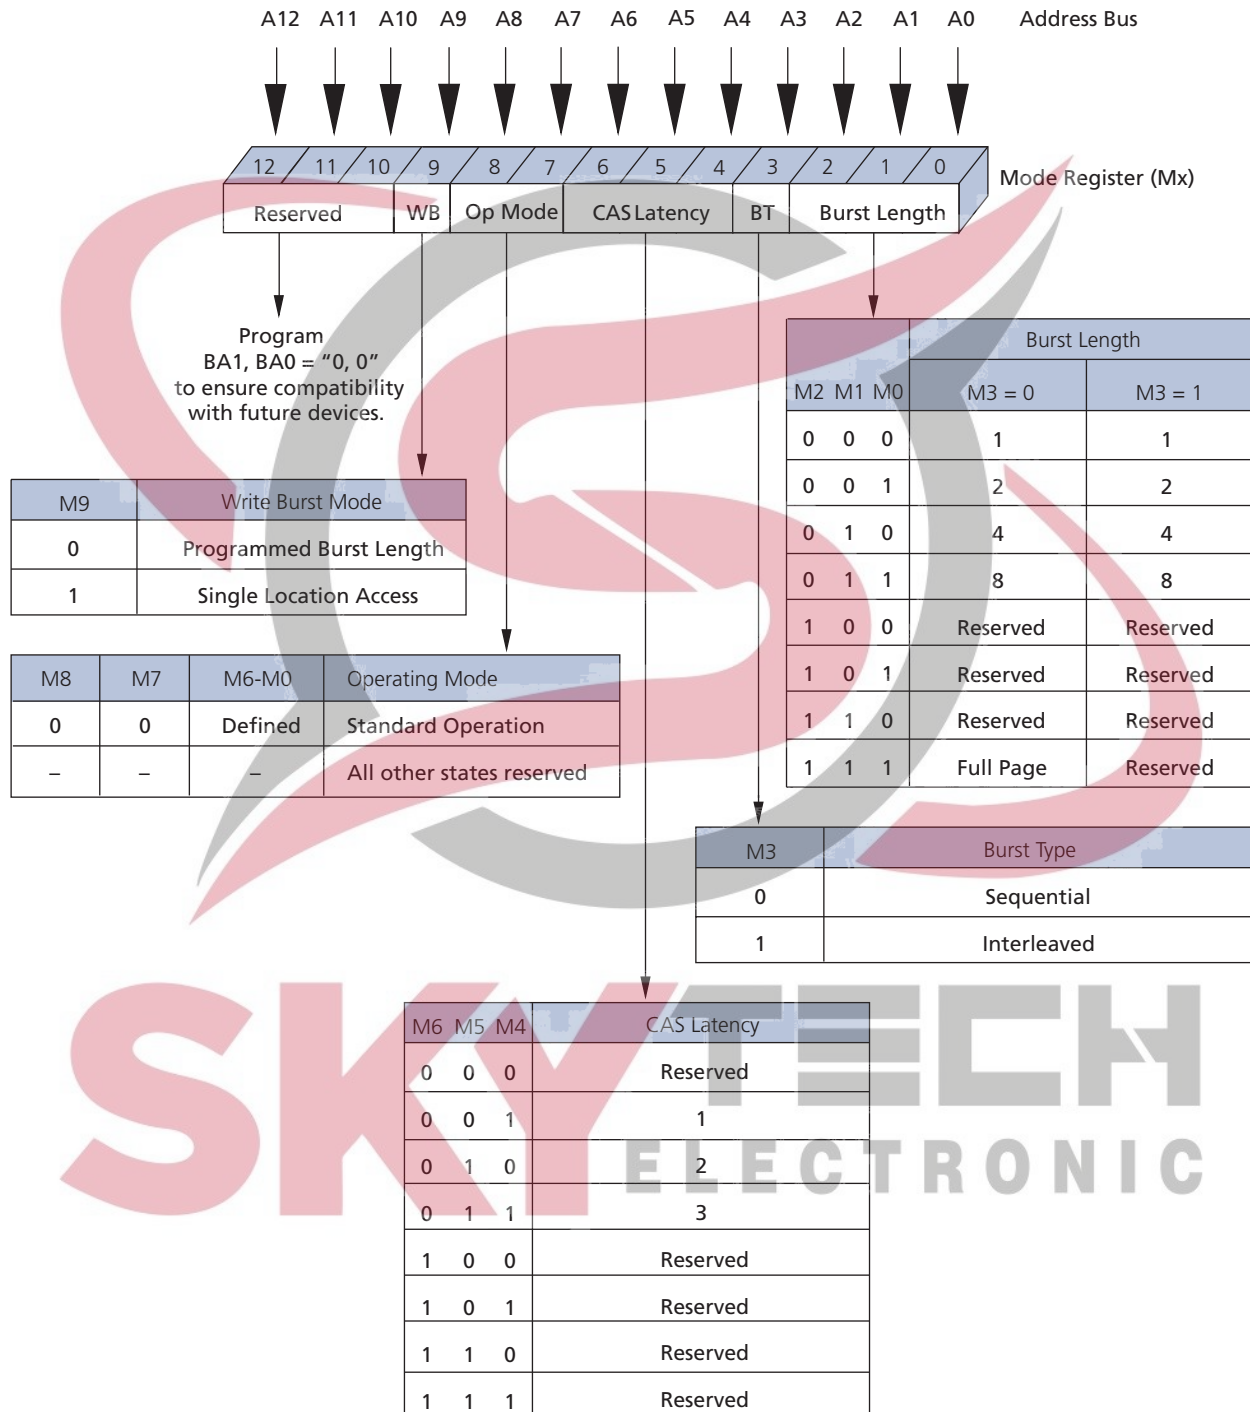 A12 A11 A10 A9 A8 A7 A6 A5 A4 A3 A2 A1 A0 Address Bus
12 11 10 9 8 7 6 5 4 3 2 1 0
Mode Register (Mx)
Reserved WB Op Mode CAS Latency BT Burst Length
Program
BA1, BA0 = “0, 0”
to ensure compatibility
with future devices.
Burst Length
M2 M1 M0 M3 = 0 M3 = 1
0 0 0 1 1
0 0 1 2 2
0 1 0 4 4
0 1 1 8 8
1 0 0 Reserved Reserved
1 0 1 Reserved Reserved
1 1 0 Reserved Reserved
1 1 1 Full Page Reserved
M9 Write Burst Mode
0 Programmed Burst Length
1 Single Location Access
M8 M7 M6-M0 Operating Mode
0 0 Defined Standard Operation
– – – All other states reserved
M3 Burst Type
0 Sequential
1 Interleaved
M6 M5 M4 CAS Latency
0 0 0 Reserved
0 0 1 1
0 1 0 2
0 1 1 3
1 0 0 Reserved
1 0 1 Reserved
1 1 0 Reserved
1 1 1 Reserved
SKYTECH
ELECTRONIC